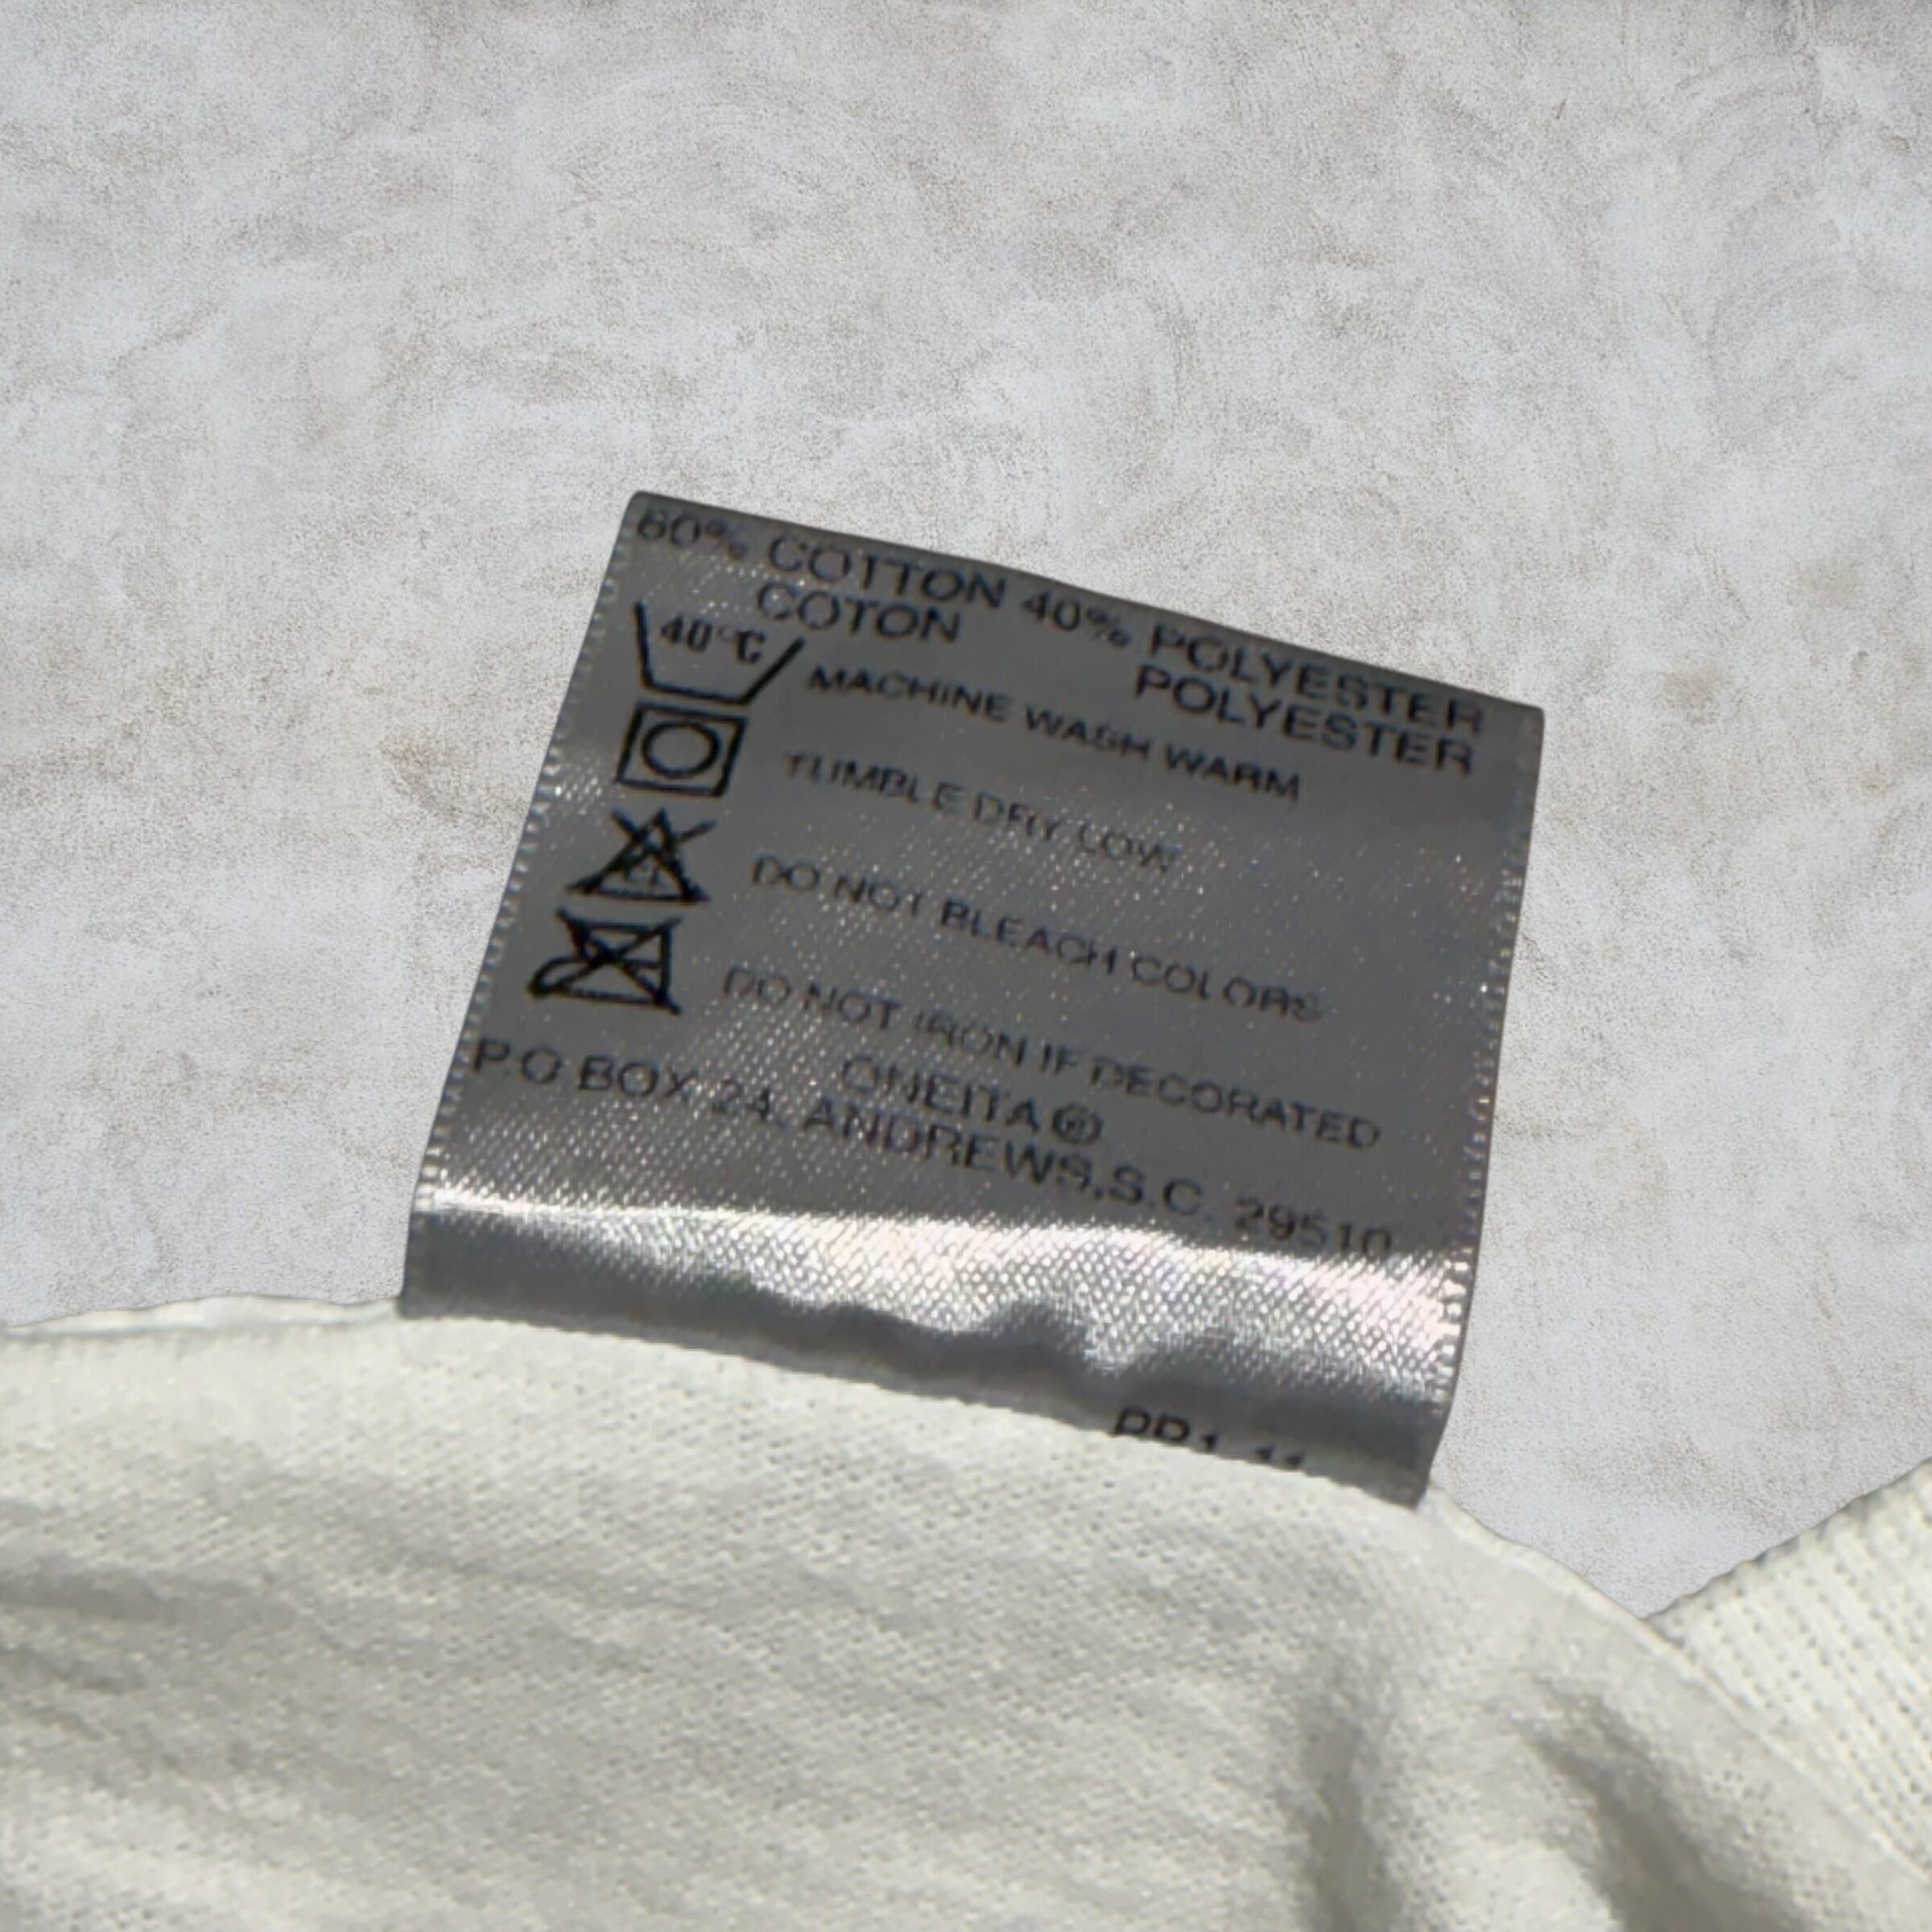 60% COTTON 40% POLYESTER
COTON POLYESTER
40°C MACHINE WASH WARM
TUMBLE DRY LOW
DO NOT BLEACH COLORS
DO NOT IRON IF DECORATED
ONEITA®
P.O BOX 24, ANDREWS,S.C. 29510